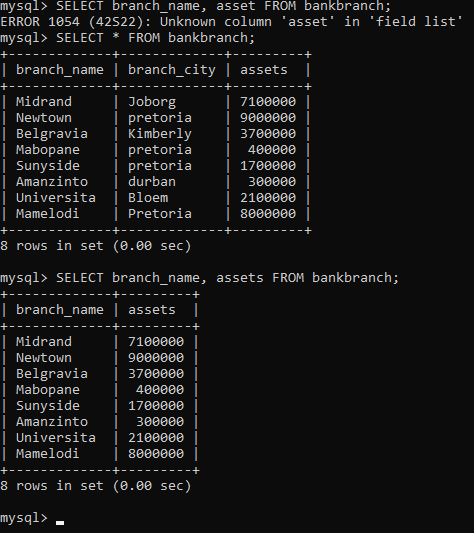 mysql> SELECT branch_name, asset FROM bankbranch;
ERROR 1054 (42S22): Unknown column 'asset' in 'field list'
mysql> SELECT * FROM bankbranch;
+-------------+-------------+---------+
| branch_name | branch_city | assets  |
+-------------+-------------+---------+
| Midrand     | Joborg      | 7100000 |
| Newtown     | pretoria    | 9000000 |
| Belgravia   | Kimberly    | 3700000 |
| Mabopane    | pretoria    |  400000 |
| Sunyside    | pretoria    | 1700000 |
| Amanzinto   | durban      |  300000 |
| Universita  | Bloem       | 2100000 |
| Mamelodi    | Pretoria    | 8000000 |
+-------------+-------------+---------+
8 rows in set (0.00 sec)

mysql> SELECT branch_name, assets FROM bankbranch;
+-------------+---------+
| branch_name | assets  |
+-------------+---------+
| Midrand     | 7100000 |
| Newtown     | 9000000 |
| Belgravia   | 3700000 |
| Mabopane    |  400000 |
| Sunyside    | 1700000 |
| Amanzinto   |  300000 |
| Universita  | 2100000 |
| Mamelodi    | 8000000 |
+-------------+---------+
8 rows in set (0.00 sec)

mysql> _